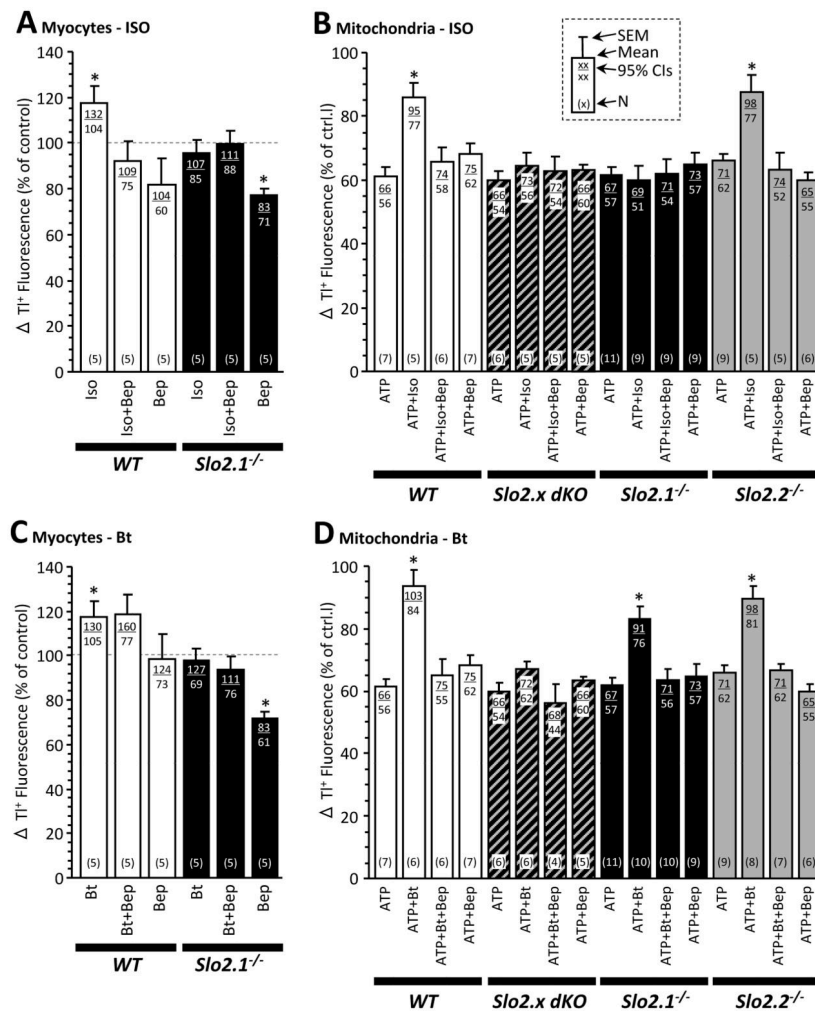 A Myocytes - ISO
Δ Tl⁺ Fluorescence (% of control)
140
120
100
80
60
40
20
0
* *
132 109 104 107 111 83
104 75 60 85 88 71
(5) (5) (5) (5) (5) (5)
Iso Iso+Bep Bep Iso Iso+Bep Bep
WT Slo2.1⁻/⁻
B Mitochondria - ISO
SEM
Mean
xx 95% CIs
xx
(x) N
Δ Tl⁺ Fluorescence (% of ctrl.l)
100
80
60
40
20
0
* *
66 95 74 75 66 73 72 66 67 69 71 73 71 98 74 65
56 77 58 62 54 56 54 60 57 51 54 57 62 77 52 55
(7) (5) (6) (7) (6) (5) (5) (5) (11) (9) (9) (9) (9) (5) (5) (6)
ATP ATP+Iso ATP+Iso+Bep ATP+Bep ATP ATP+Iso ATP+Iso+Bep ATP+Bep ATP ATP+Iso ATP+Iso+Bep ATP+Bep ATP ATP+Iso ATP+Iso+Bep ATP+Bep
WT Slo2.x dKO Slo2.1⁻/⁻ Slo2.2⁻/⁻
C Myocytes - Bt
Δ Tl⁺ Fluorescence (% of control)
140
120
100
80
60
40
20
0
* *
130 160 124 127 111 83
105 77 73 69 76 61
(5) (5) (5) (5) (5) (5)
Bt Bt+Bep Bep Bt Bt+Bep Bep
WT Slo2.1⁻/⁻
D Mitochondria - Bt
Δ Tl⁺ Fluorescence (% of ctrl.l)
100
80
60
40
20
0
* * *
66 103 75 75 66 72 68 66 67 91 71 73 71 98 71 65
56 84 55 62 54 62 44 60 57 76 56 57 62 81 62 55
(7) (6) (6) (7) (6) (6) (4) (5) (11) (10) (10) (9) (9) (8) (7) (6)
ATP ATP+Bt ATP+Bt+Bep ATP+Bep ATP ATP+Bt ATP+Bt+Bep ATP+Bep ATP ATP+Bt ATP+Bt+Bep ATP+Bep ATP ATP+Bt ATP+Bt+Bep ATP+Bep
WT Slo2.x dKO Slo2.1⁻/⁻ Slo2.2⁻/⁻